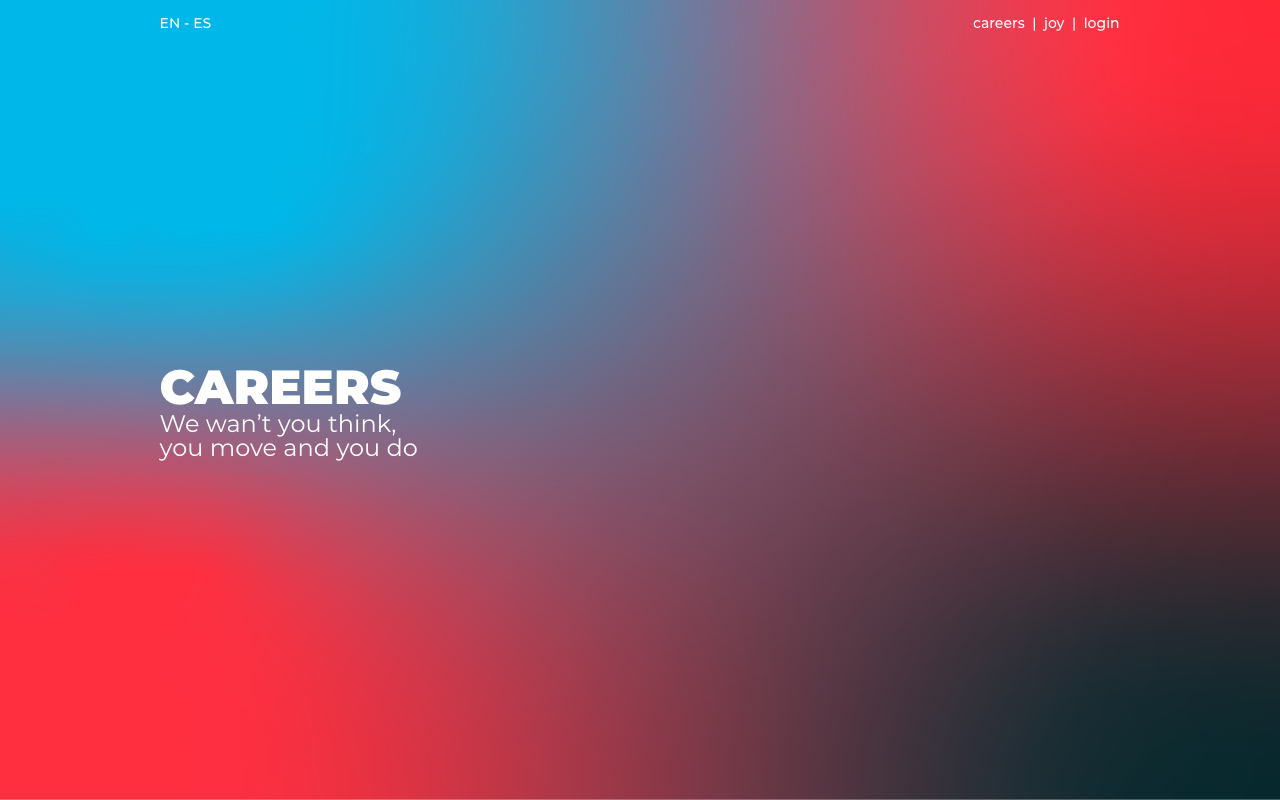 EN - ES
careers | joy | login
CAREERS
We wan’t you think,
you move and you do